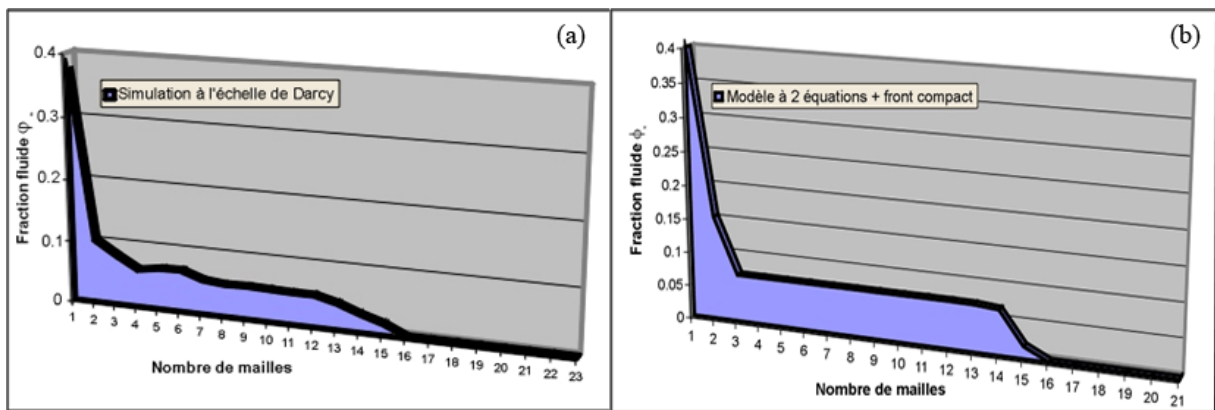 (a)
Simulation à l'échelle de Darcy
Fraction fluide φ
0.4
0.3
0.2
0.1
0
1 2 3 4 5 6 7 8 9 10 11 12 13 14 15 16 17 18 19 20 21 22 23
Nombre de mailles
(b)
Modèle à 2 équations + front compact
Fraction fluide ϕ
0.4
0.35
0.3
0.25
0.2
0.15
0.1
0.05
0
1 2 3 4 5 6 7 8 9 10 11 12 13 14 15 16 17 18 19 20 21
Nombre de mailles